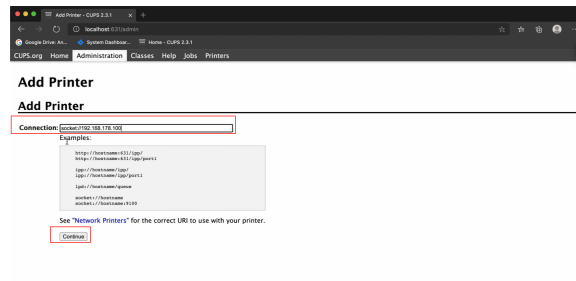 Add Printer - CUPS 2.3.1
localhost:631/admin
Google Drive: An... System Dashboar... Home - CUPS 2.3.1
CUPS.org Home Administration Classes Help Jobs Printers
Add Printer
Add Printer
Connection: socket://192.168.178.100
Examples:
http://hostname:631/ipp/
http://hostname:631/ipp/port1
ipp://hostname/ipp/
ipp://hostname/ipp/port1
lpd://hostname/queue
socket://hostname
socket://hostname:9100
See "Network Printers" for the correct URI to use with your printer.
Continue